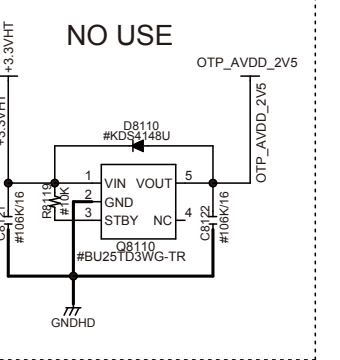 NO USE
+3.3VHT
+3.3VHT
OTP_AVDD_2V5
OTP_AVDD_2V5
D8110
#KDS4148U
1 VIN VOUT 5
2 GND
3 STBY NC 4
R8119
#10K
C8121
#106K/16
C8122
#106K/16
Q8110
#BU25TD3WG-TR
GNDHD